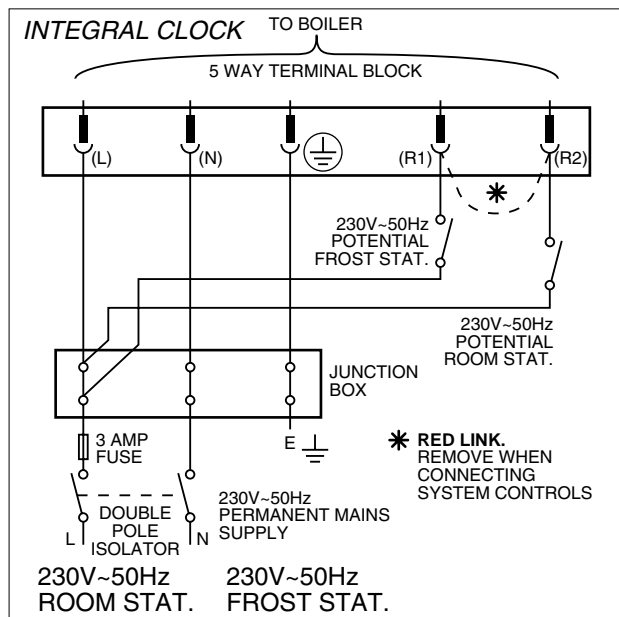 INTEGRAL CLOCK
TO BOILER
5 WAY TERMINAL BLOCK
(L)
(N)
(R1)
(R2)
230V~50Hz
POTENTIAL
FROST STAT.
230V~50Hz
POTENTIAL
ROOM STAT.
JUNCTION
BOX
3 AMP
FUSE
E
RED LINK.
REMOVE WHEN
CONNECTING
SYSTEM CONTROLS
DOUBLE
POLE
ISOLATOR
L
N
230V~50Hz
PERMANENT MAINS
SUPPLY
230V~50Hz
ROOM STAT.
230V~50Hz
FROST STAT.